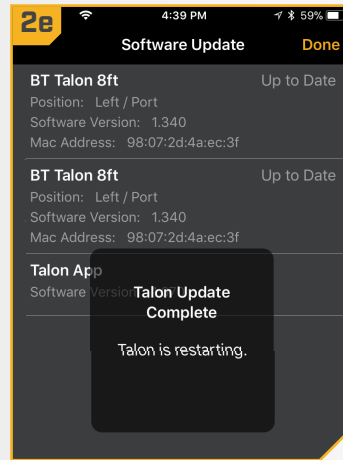 2e
4:39 PM
59%
Software Update
Done
BT Talon 8ft
Up to Date
Position: Left / Port
Software Version: 1.340
Mac Address: 98:07:2d:4a:ec:3f
BT Talon 8ft
Up to Date
Position: Left / Port
Software Version: 1.340
Mac Address: 98:07:2d:4a:ec:3f
Talon App
Software Version
Talon Update
Complete
Talon is restarting.